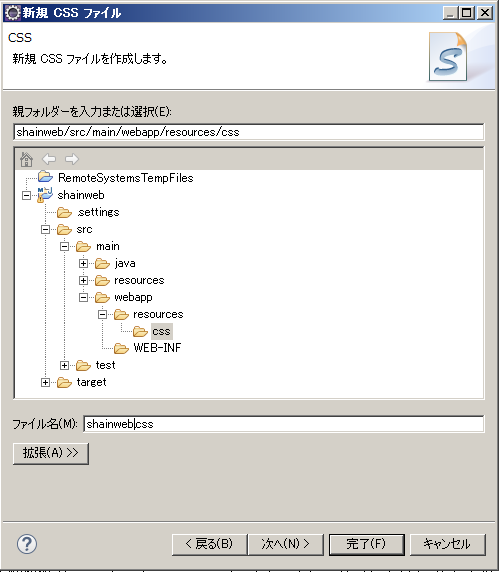 新規 CSS ファイル
CSS
新規 CSS ファイルを作成します。
親フォルダーを入力または選択(E):
shainweb/src/main/webapp/resources/css
RemoteSystemsTempFiles
shainweb
.settings
src
main
java
resources
webapp
resources
css
WEB-INF
test
target
ファイル名(M): shainweb.css
拡張(A) >>
< 戻る(B) 次へ(N) > 完了(F) キャンセル